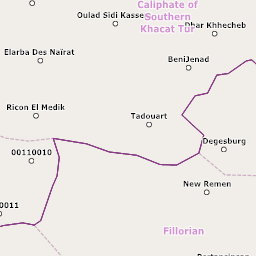 Caliphate of
Southern
Khacat Tur
Oulad Sidi Kasse
Dhar Khhecheb
Elarba Des Naïrat
BeniJenad
Ricon El Medik
Tadouart
Degesburg
00110010
New Remen
0011
Fillorian